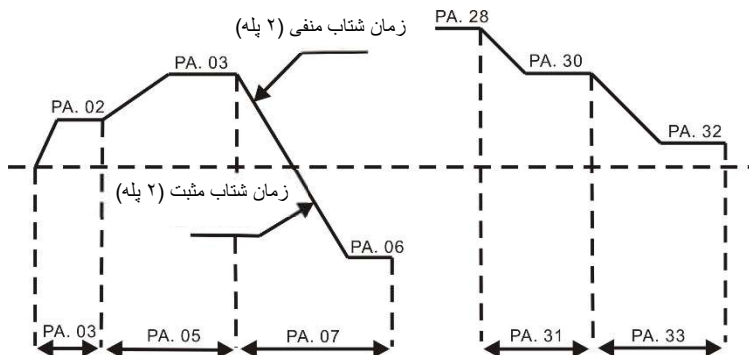 زمان شتاب منفی (۲ پله)
PA. 28
PA. 03
PA. 30
PA. 02
PA. 32
زمان شتاب مثبت (۲ پله)
PA. 06
PA. 03
PA. 05
PA. 07
PA. 31
PA. 33